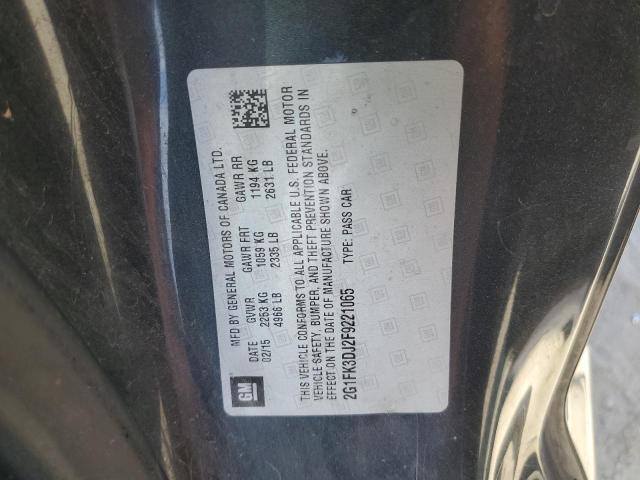 MFD BY GENERAL MOTORS OF CANADA LTD.
DATE GVWR GAWR FRT GAWR RR
02/15 2253 KG 1059 KG 1194 KG
4966 LB 2335 LB 2631 LB
THIS VEHICLE CONFORMS TO ALL APPLICABLE U.S. FEDERAL MOTOR
VEHICLE SAFETY, BUMPER, AND THEFT PREVENTION STANDARDS IN
EFFECT ON THE DATE OF MANUFACTURE SHOWN ABOVE.
2G1FK3DJ2F9221065 TYPE: PASS CAR
GM